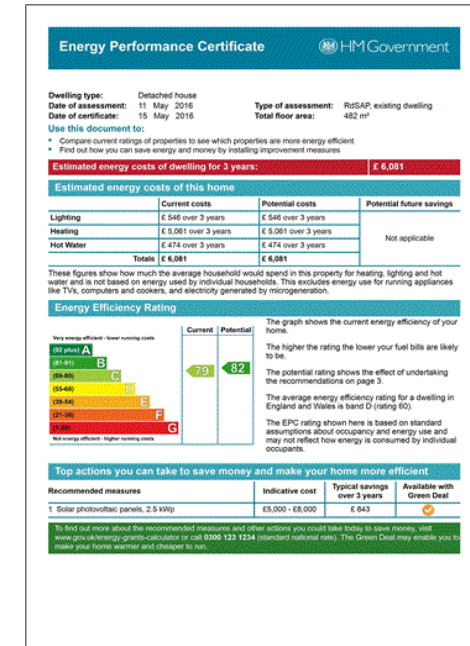 Energy Performance Certificate
HM Government
Dwelling type: Detached house
Date of assessment: 11 May 2016 Type of assessment: RdSAP, existing dwelling
Date of certificate: 15 May 2016 Total floor area: 482 m²
Use this document to:
• Compare current ratings of properties to see which properties are more energy efficient
• Find out how you can save energy and money by installing improvement measures
Estimated energy costs of dwelling for 3 years: £ 6,081
Estimated energy costs of this home
Current costs Potential costs Potential future savings
Lighting £ 546 over 3 years £ 546 over 3 years
Heating £ 5,061 over 3 years £ 5,061 over 3 years
Not applicable
Hot Water £ 474 over 3 years £ 474 over 3 years
Totals £ 6,081 £ 6,081
These figures show how much the average household would spend in this property for heating, lighting and hot
water and is not based on energy used by individual households. This excludes energy use for running appliances
like TVs, computers and cookers, and electricity generated by microgeneration.
Energy Efficiency Rating
Current Potential
Very energy efficient - lower running costs
(92 plus) A
(81-91) B
(69-80) C
(55-68) D
(39-54) E
(21-38) F
(1-20) G
Not energy efficient - higher running costs
79
82
The graph shows the current energy efficiency of your
home.
The higher the rating the lower your fuel bills are likely
to be.
The potential rating shows the effect of undertaking
the recommendations on page 3.
The average energy efficiency rating for a dwelling in
England and Wales is band D (rating 60).
The EPC rating shown here is based on standard
assumptions about occupancy and energy use and
may not reflect how energy is consumed by individual
occupants.
Top actions you can take to save money and make your home more efficient
Recommended measures Indicative cost Typical savings over 3 years Available with Green Deal
1 Solar photovoltaic panels, 2.5 kWp £5,000 - £8,000 £ 843
To find out more about the recommended measures and other actions you could take today to save money, visit
www.gov.uk/energy-grants-calculator or call 0300 123 1234 (standard national rate). The Green Deal may enable you to
make your home warmer and cheaper to run.